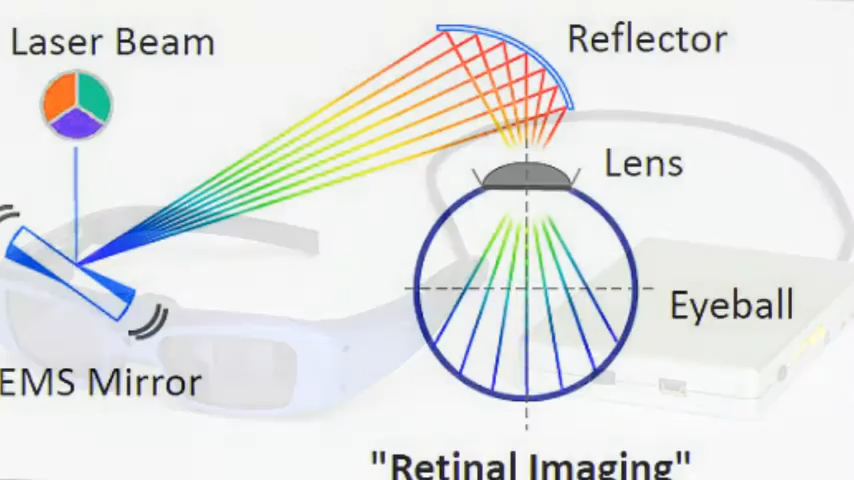 Laser Beam
Reflector
Lens
Eyeball
EMS Mirror
"Retinal Imaging"